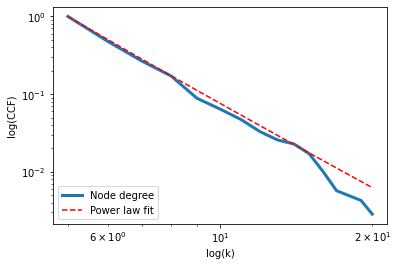 10⁰
10⁻¹
10⁻²
log(CCF)
Node degree
Power law fit
6 × 10⁰
10¹
2 × 10¹
log(k)